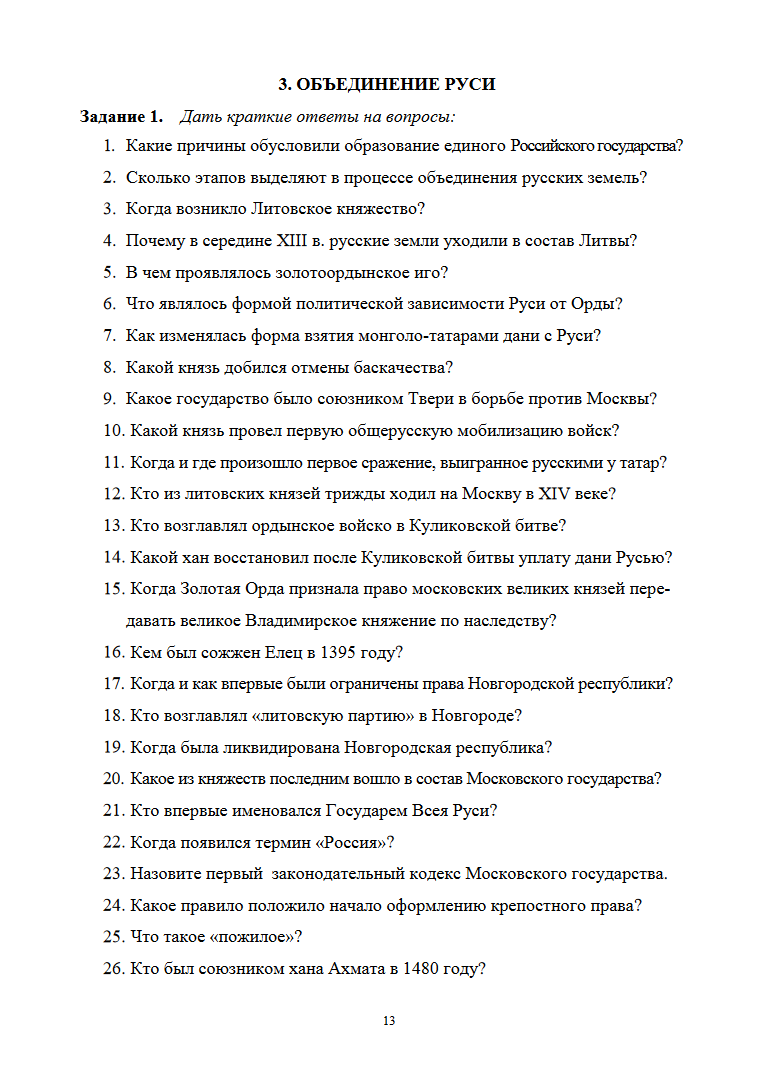 3. ОБЪЕДИНЕНИЕ РУСИ
Задание 1. Дать краткие ответы на вопросы:
1. Какие причины обусловили образование единого Российского государства?
2. Сколько этапов выделяют в процессе объединения русских земель?
3. Когда возникло Литовское княжество?
4. Почему в середине XIII в. русские земли уходили в состав Литвы?
5. В чем проявлялось золотоордынское иго?
6. Что являлось формой политической зависимости Руси от Орды?
7. Как изменялась форма взятия монголо-татарами дани с Руси?
8. Какой князь добился отмены баскачества?
9. Какое государство было союзником Твери в борьбе против Москвы?
10. Какой князь провел первую общерусскую мобилизацию войск?
11. Когда и где произошло первое сражение, выигранное русскими у татар?
12. Кто из литовских князей трижды ходил на Москву в XIV веке?
13. Кто возглавлял ордынское войско в Куликовской битве?
14. Какой хан восстановил после Куликовской битвы уплату дани Русью?
15. Когда Золотая Орда признала право московских великих князей пере-
давать великое Владимирское княжение по наследству?
16. Кем был сожжен Елец в 1395 году?
17. Когда и как впервые были ограничены права Новгородской республики?
18. Кто возглавлял «литовскую партию» в Новгороде?
19. Когда была ликвидирована Новгородская республика?
20. Какое из княжеств последним вошло в состав Московского государства?
21. Кто впервые именовался Государем Всея Руси?
22. Когда появился термин «Россия»?
23. Назовите первый законодательный кодекс Московского государства.
24. Какое правило положило начало оформлению крепостного права?
25. Что такое «пожилое»?
26. Кто был союзником хана Ахмата в 1480 году?
13